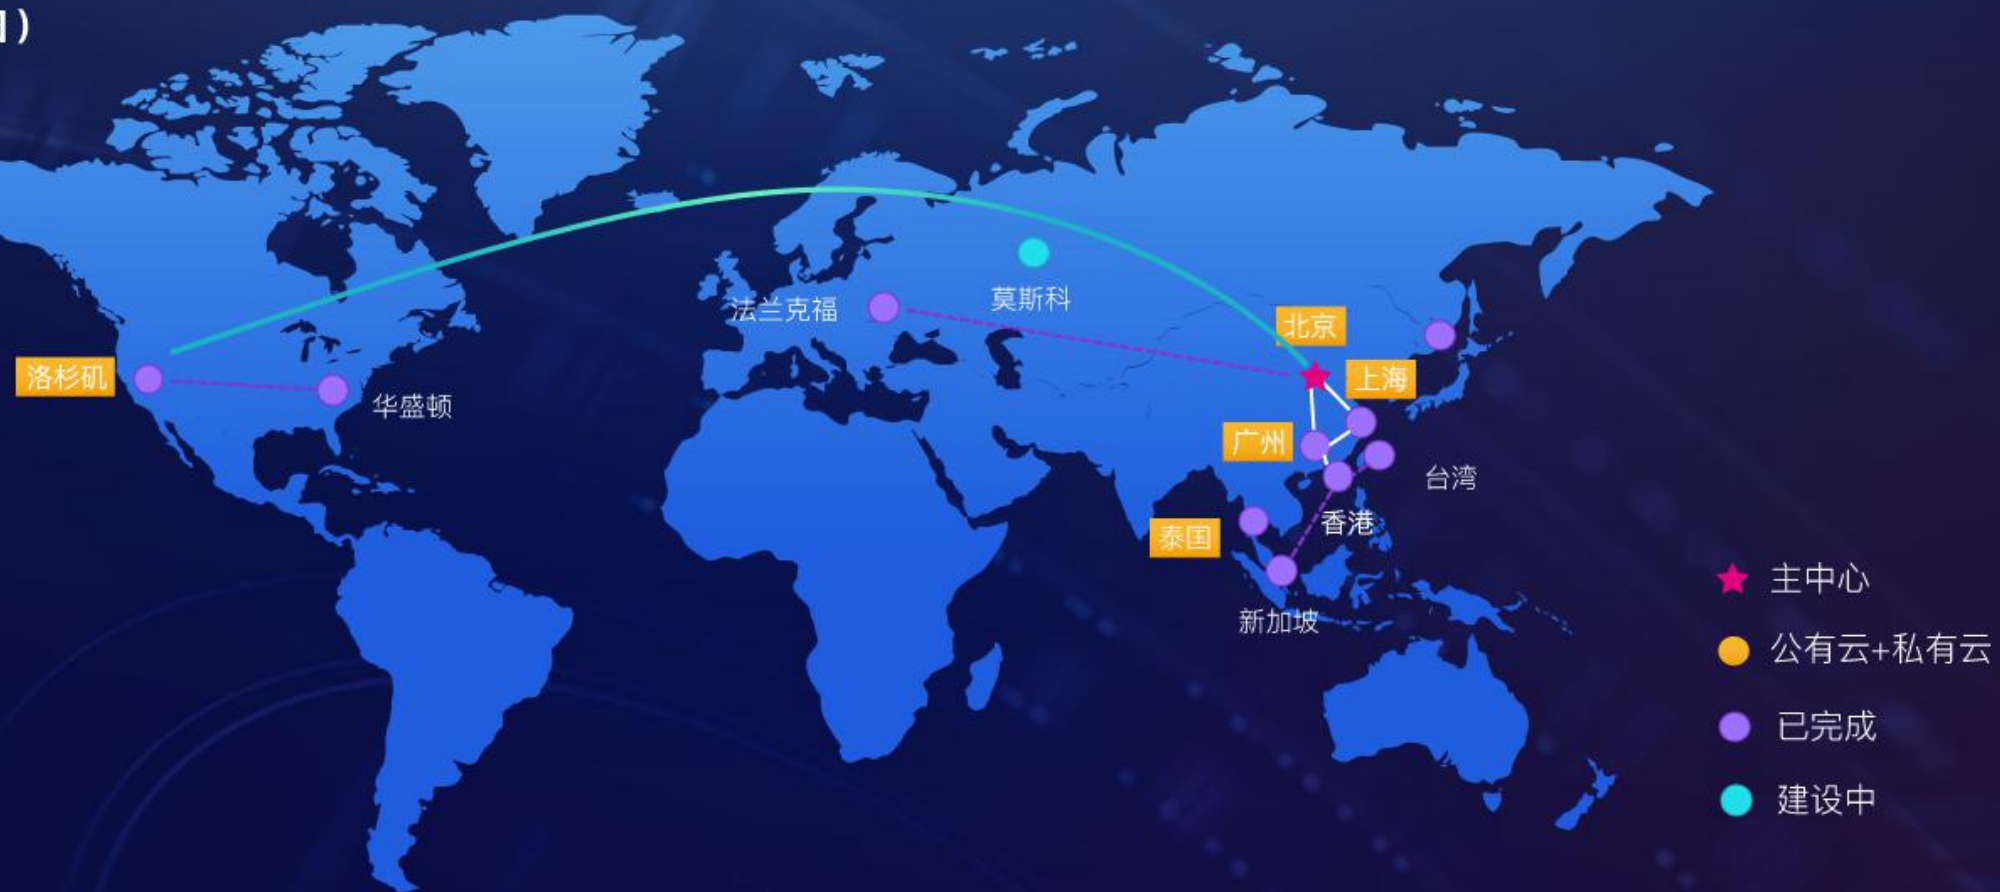 )
法兰克福
莫斯科
北京
洛杉矶
上海
华盛顿
广州
台湾
香港
泰国
新加坡
主中心
公有云+私有云
已完成
建设中